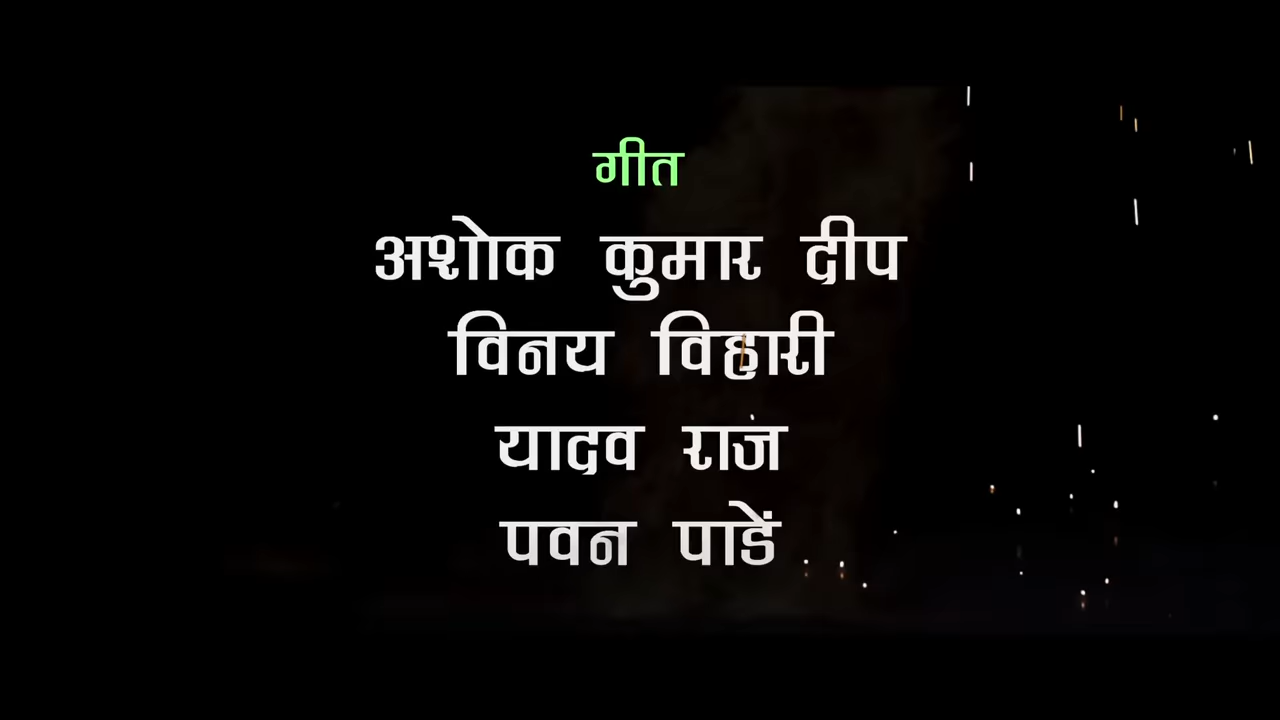 गीत
अशोक कुमार दीप
विनय विहारी
यादव राज
पवन पाडें